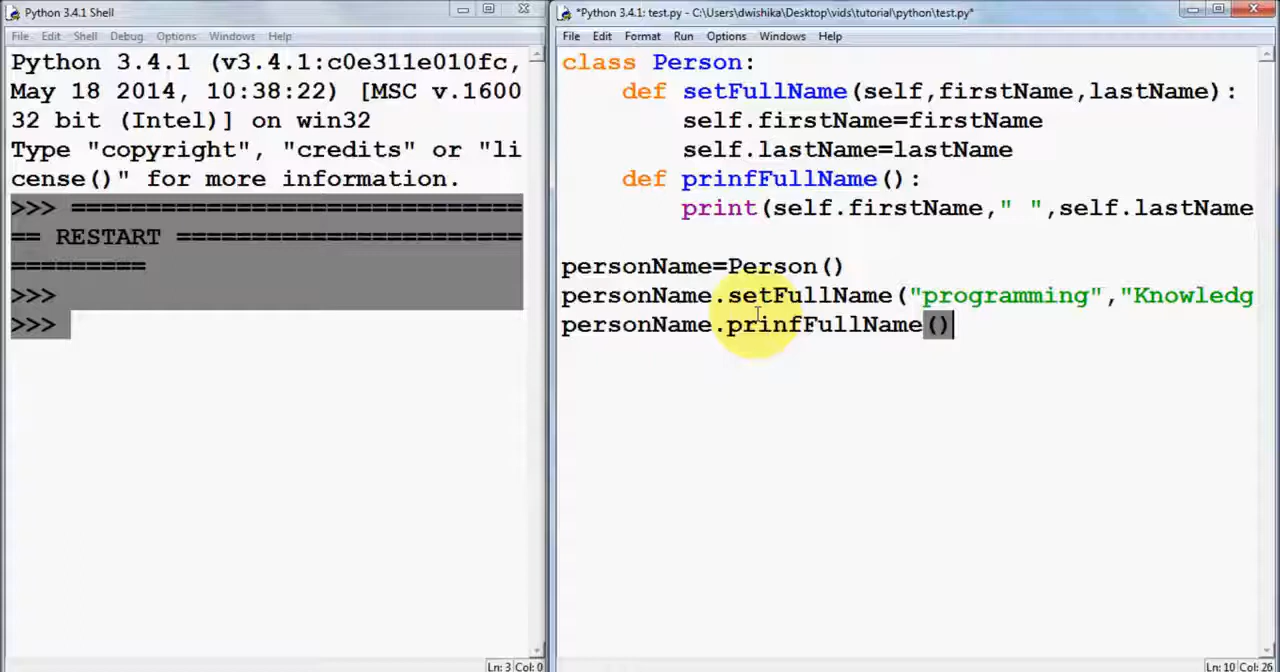 Python 3.4.1 Shell
File Edit Shell Debug Options Windows Help
Python 3.4.1 (v3.4.1:c0e311e010fc,
May 18 2014, 10:38:22) [MSC v.1600
32 bit (Intel)] on win32
Type "copyright", "credits" or "li
cense()" for more information.
>>> ==============================
== RESTART =======================
=========
>>>
>>>
Ln: 3 Col: 0
*Python 3.4.1: test.py - C:\Users\dwishika\Desktop\vids\tutorial\python\test.py*
File Edit Format Run Options Windows Help
class Person:
    def setFullName(self,firstName,lastName):
        self.firstName=firstName
        self.lastName=lastName
    def prinfFullName():
        print(self.firstName," ",self.lastName
personName=Person()
personName.setFullName("programming","Knowledg
personName.prinfFullName()
Ln: 10 Col: 26